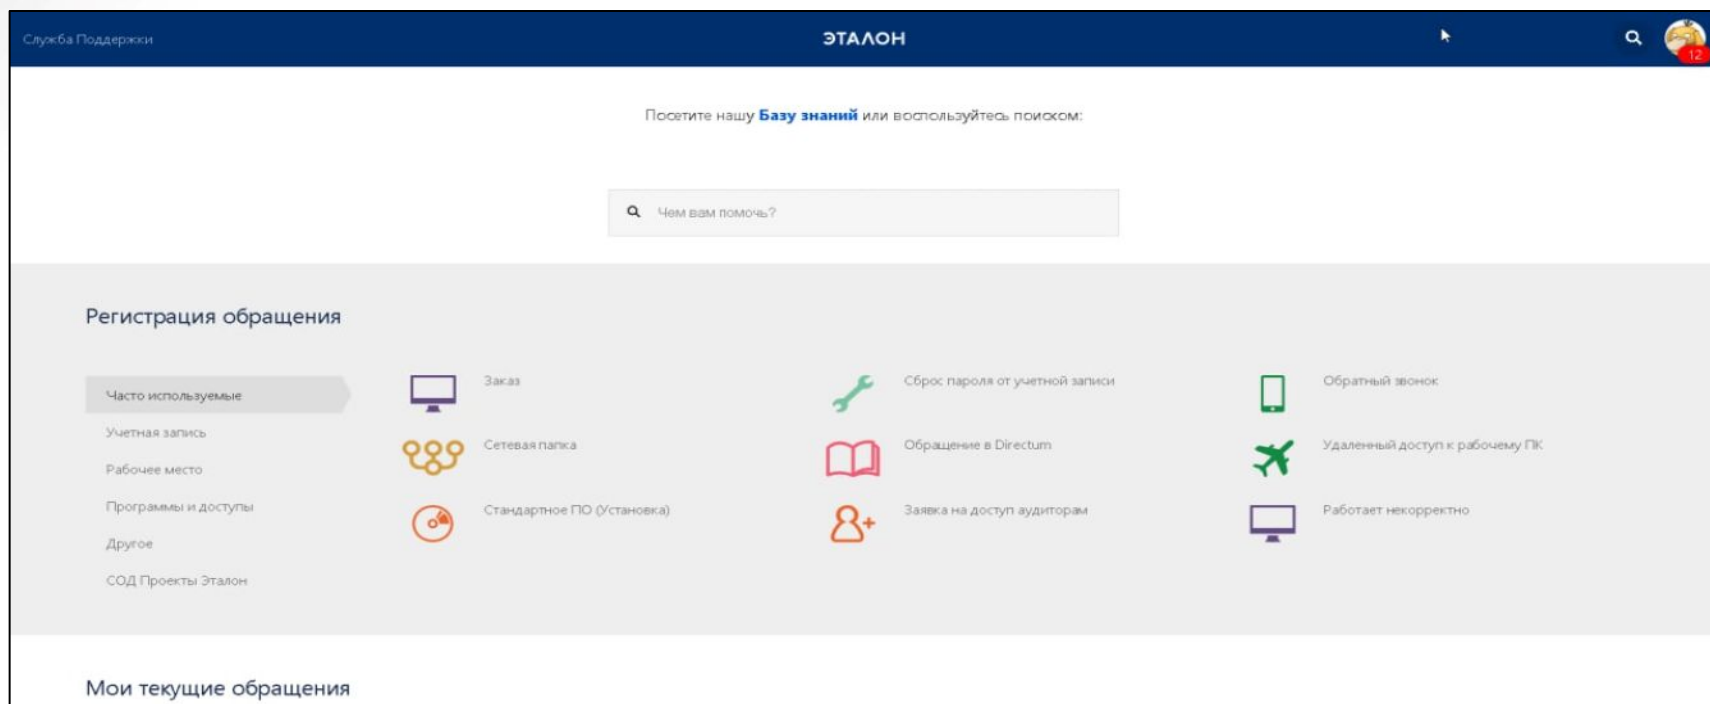 Служба Поддержки
ЭТАЛОН
12
Посетите нашу Базу знаний или воспользуйтесь поиском:
Чем вам помочь?
Регистрация обращения
Часто используемые
Учетная запись
Рабочее место
Программы и доступы
Другое
СОД Проекты Эталон
Заказ
Сброс пароля от учетной записи
Обратный звонок
Сетевая папка
Обращение в Directum
Удаленный доступ к рабочему ПК
Стандартное ПО (Установка)
Заявка на доступ аудиторам
Работает некорректно
Мои текущие обращения